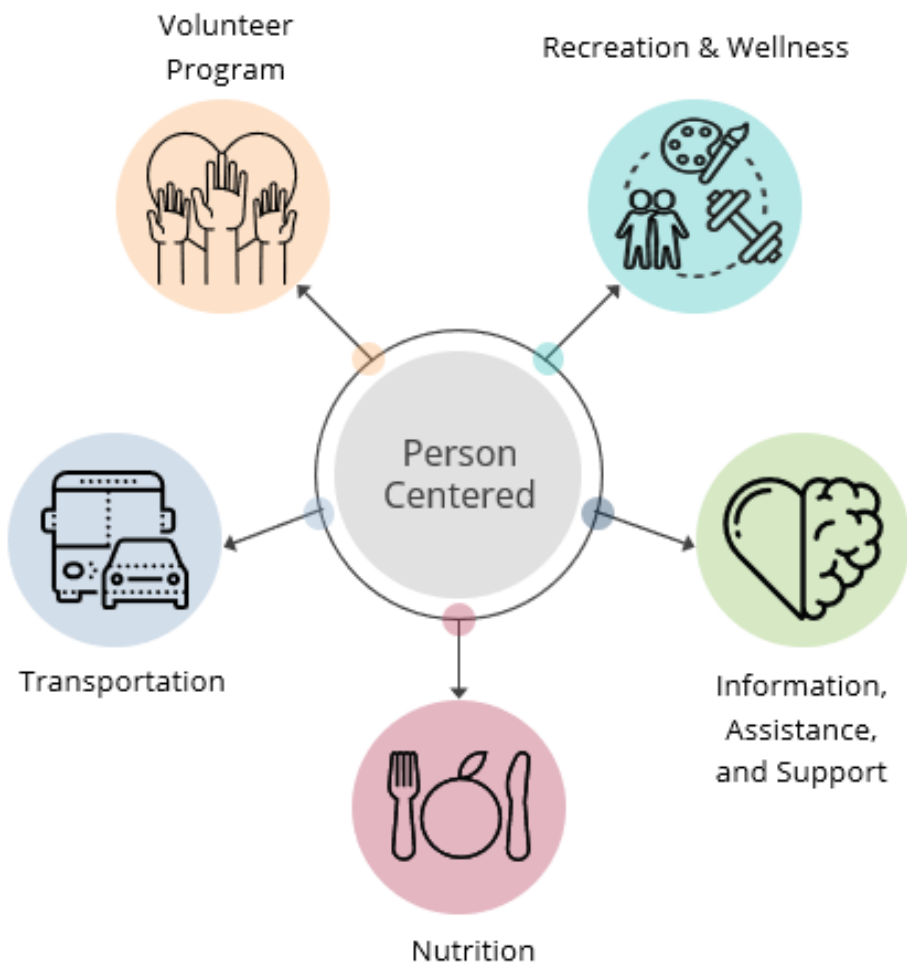 Volunteer
Program
Recreation & Wellness
Person
Centered
Transportation
Information,
Assistance,
and Support
Nutrition